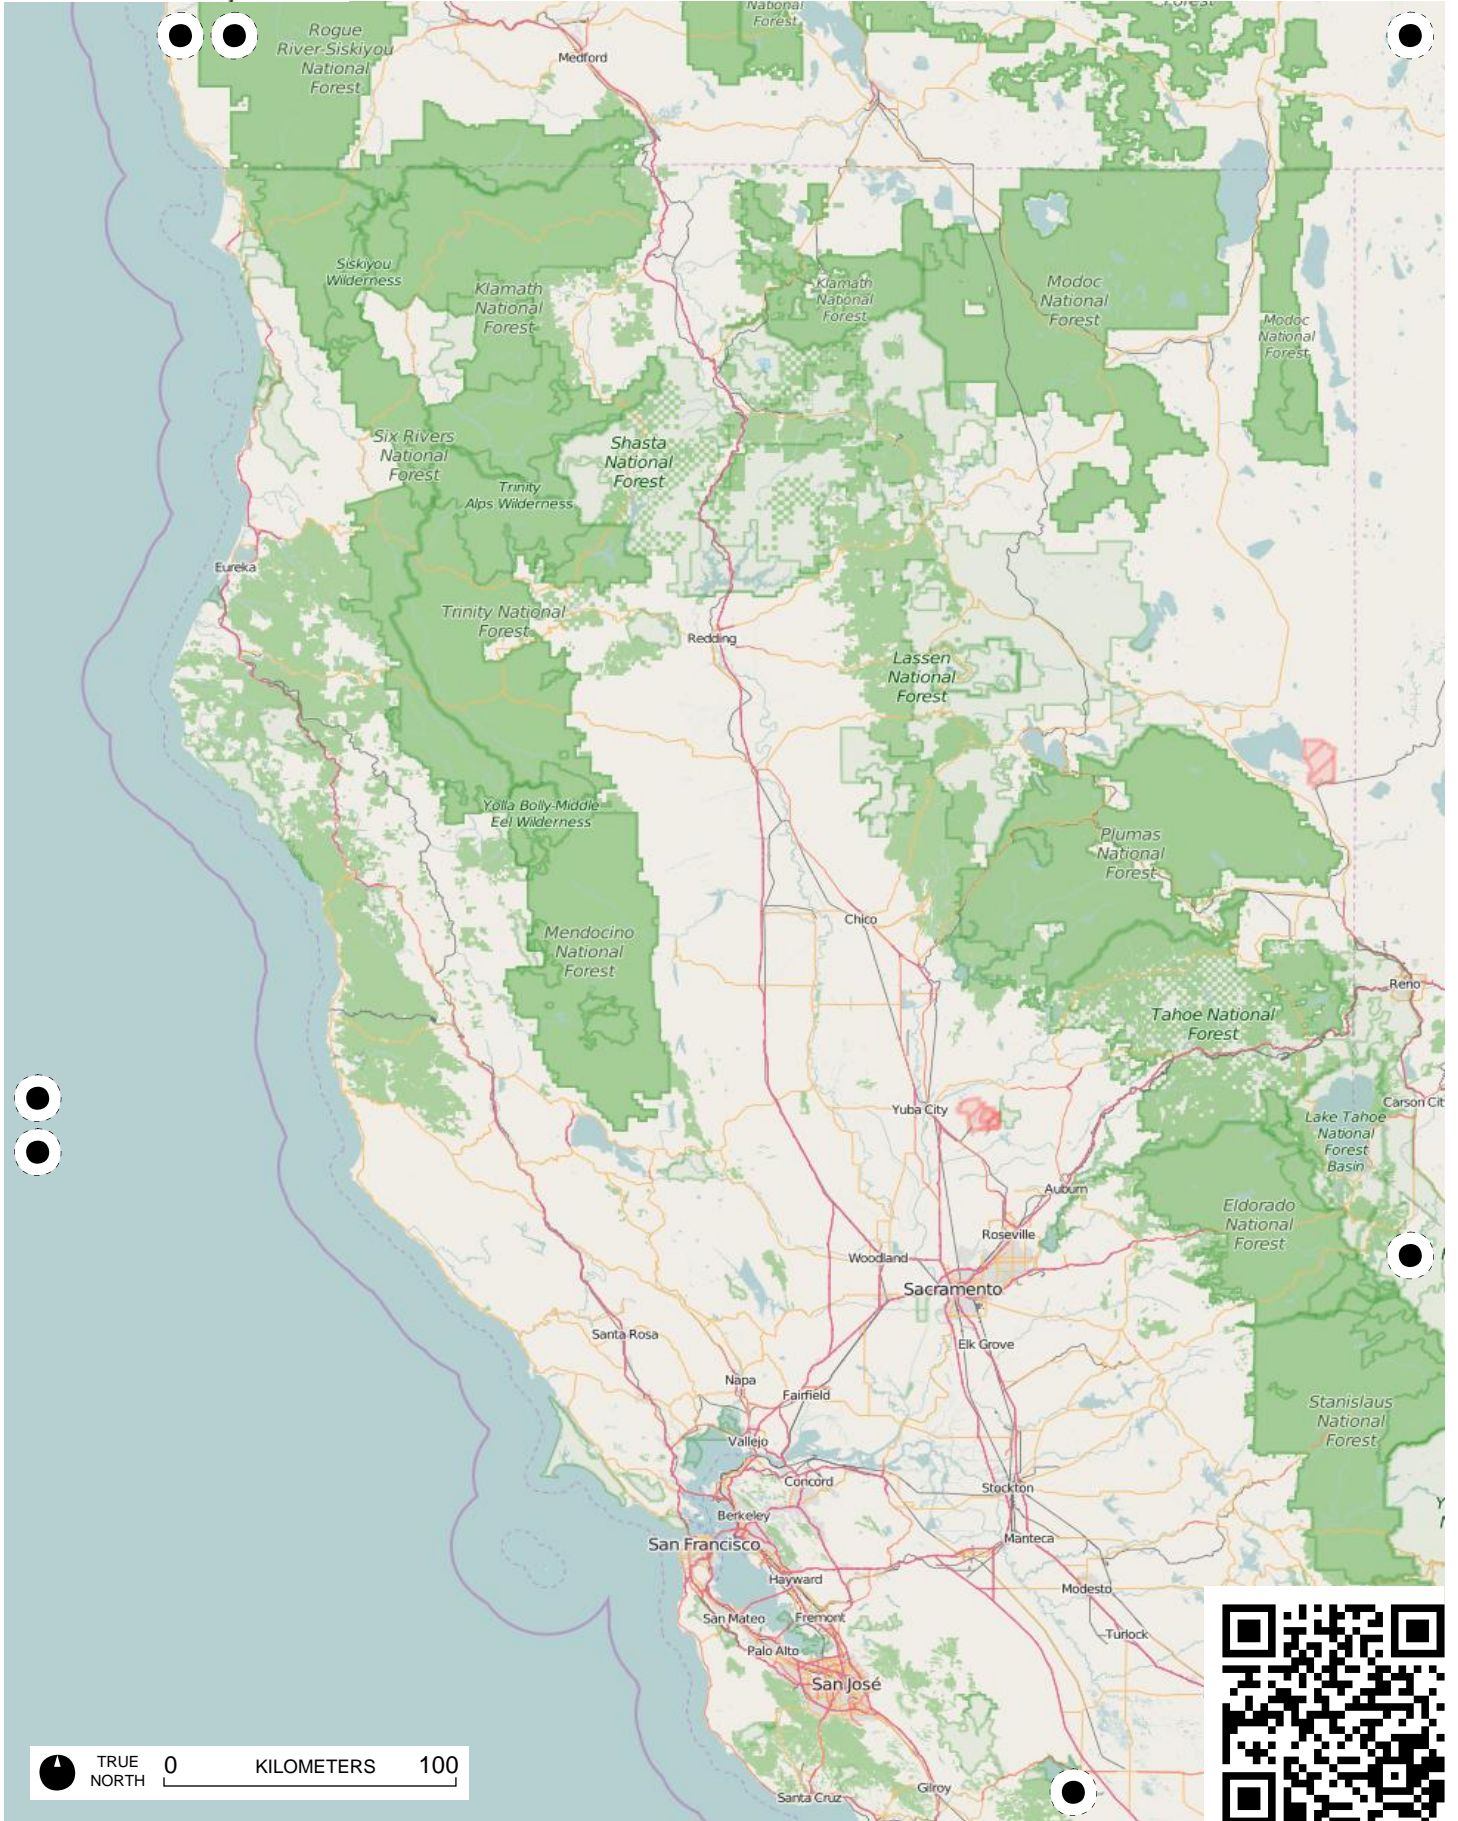 National
Forest
Forest
Rogue
River-Siskiyou
National
Forest
Medford
Siskiyou
Wilderness
Klamath
National
Forest
Klamath
National
Forest
Modoc
National
Forest
Modoc
National
Forest
Six Rivers
National
Forest
Shasta
National
Forest
Trinity
Alps Wilderness
Eureka
Trinity National
Forest
Redding
Lassen
National
Forest
Yolla Bolly-Middle
Eel Wilderness
Plumas
National
Forest
Chico
Mendocino
National
Forest
Reno
Tahoe National
Forest
Yuba City
Carson Cit
Lake Tahoe
National
Forest
Basin
Auburn
Eldorado
National
Forest
Roseville
Woodland
Sacramento
Santa Rosa
Elk Grove
Napa
Fairfield
Stanislaus
National
Forest
Vallejo
Concord
Stockton
Berkeley
San Francisco
Manteca
Hayward
Modesto
San Mateo
Fremont
Turlock
Palo Alto
San José
Gilroy
Santa Cruz
TRUE
NORTH
0 KILOMETERS 100